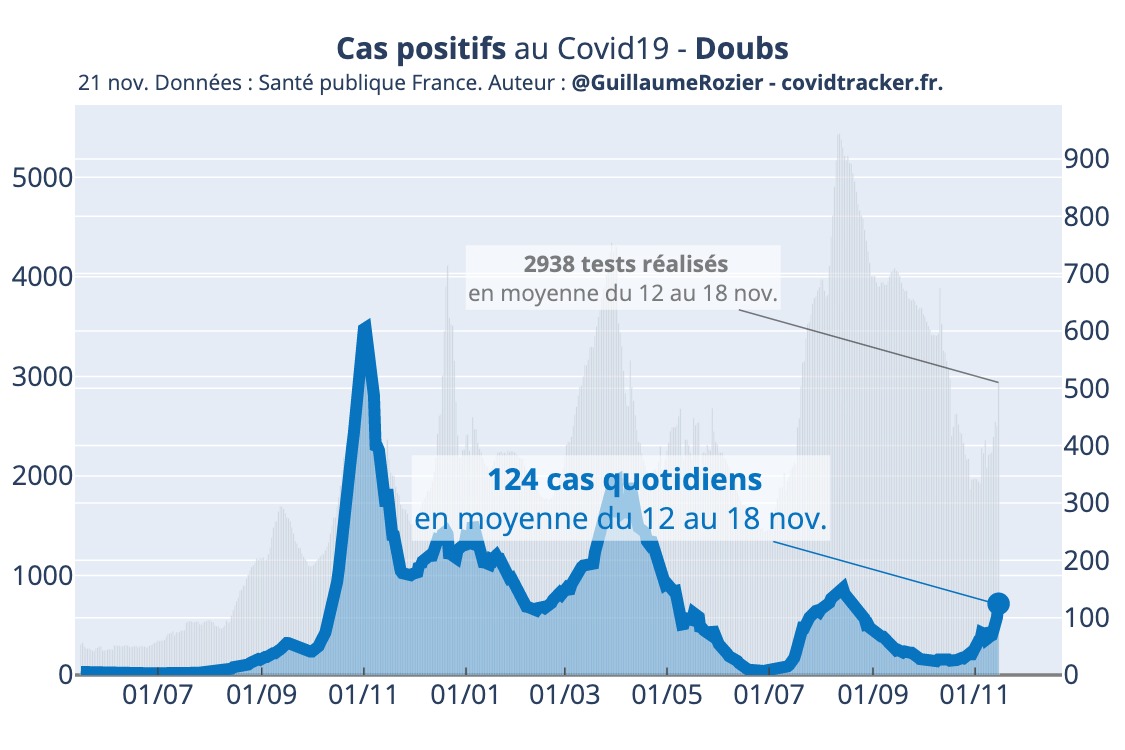 Cas positifs au Covid19 - Doubs
21 nov. Données : Santé publique France. Auteur : @GuillaumeRozier - covidtracker.fr.
5000
4000
3000
2000
1000
0
900
800
700
600
500
400
300
200
100
0
2938 tests réalisés
en moyenne du 12 au 18 nov.
124 cas quotidiens
en moyenne du 12 au 18 nov.
01/07 01/09 01/11 01/01 01/03 01/05 01/07 01/09 01/11